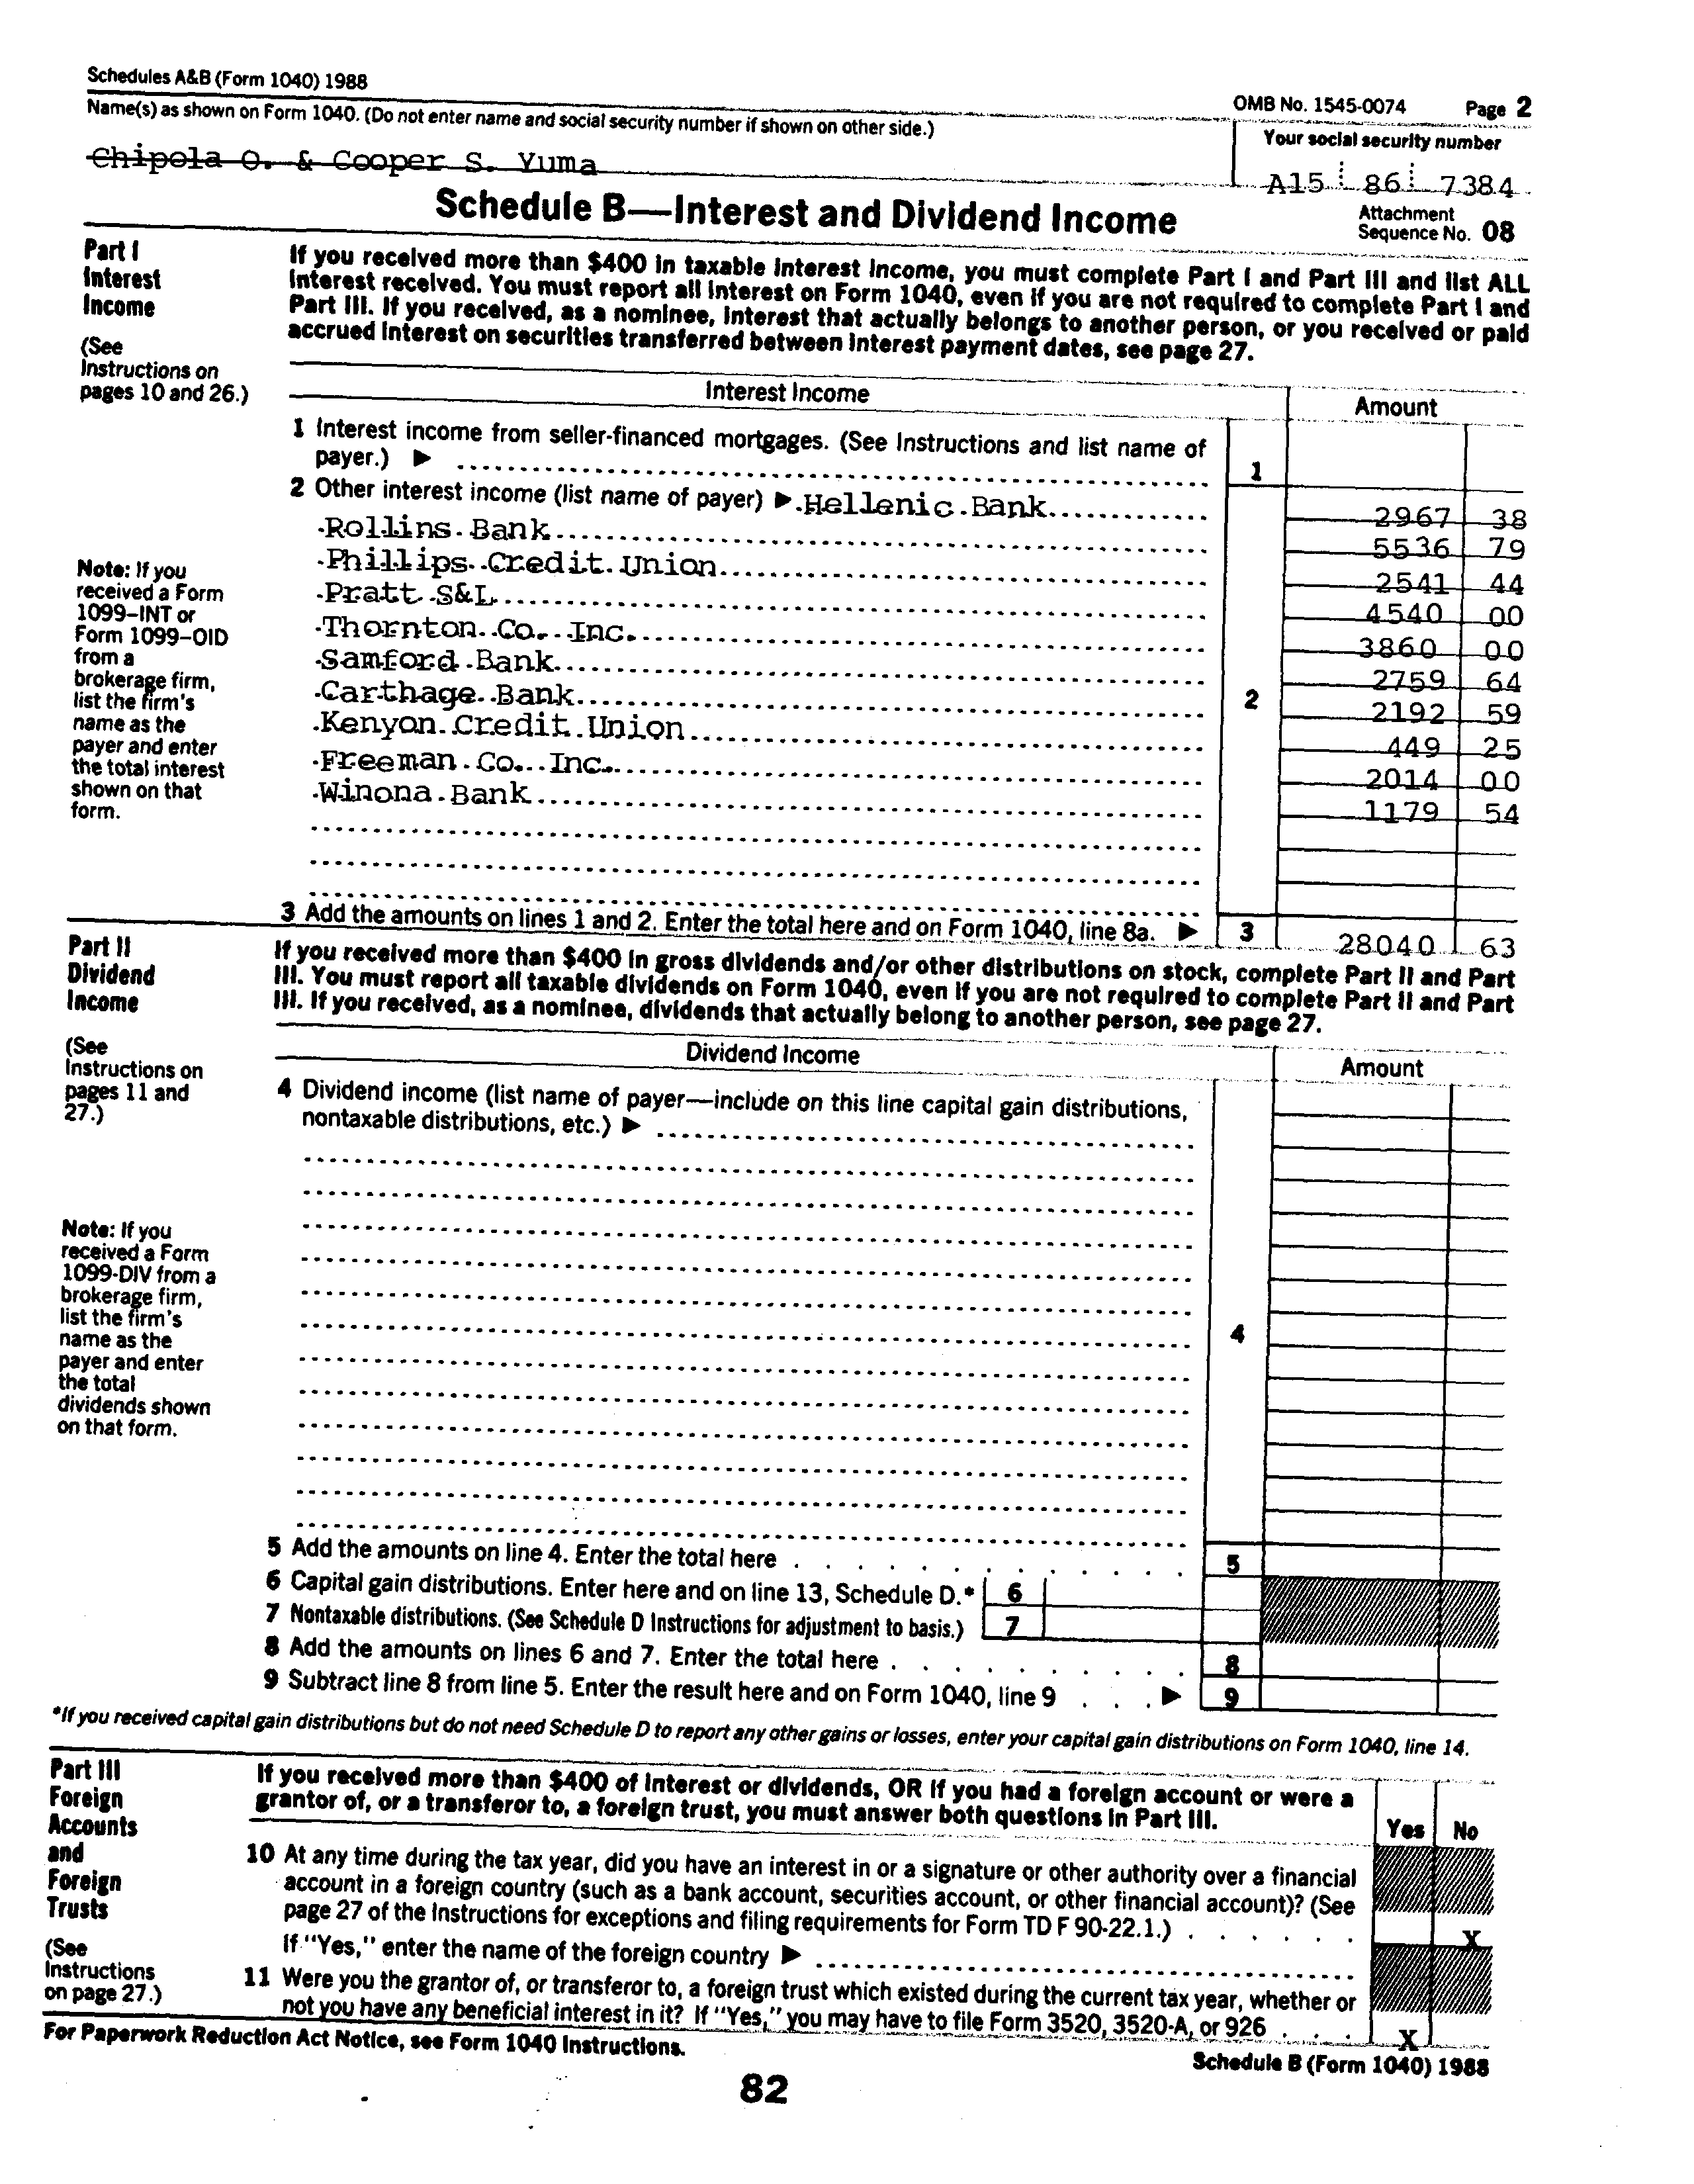 Schedules A&B (Form 1040) 1988
OMB No. 1545-0074 Page 2
Name(s) as shown on Form 1040. (Do not enter name and social security number if shown on other side.)
Your social security number
Chipola O. & Cooper S. Yuma
A15 86 7384
Schedule B—Interest and Dividend Income
Attachment
Sequence No. 08
Part I
Interest
Income
(See
Instructions on
pages 10 and 26.)
If you received more than $400 in taxable interest income, you must complete Part I and Part III and list ALL
interest received. You must report all interest on Form 1040, even if you are not required to complete Part I and
Part III. If you received, as a nominee, interest that actually belongs to another person, or you received or paid
accrued interest on securities transferred between interest payment dates, see page 27.
Interest Income
Amount
1 Interest income from seller-financed mortgages. (See Instructions and list name of
payer.) ▶
1
2 Other interest income (list name of payer) ▶ Hellenic Bank 2967 38
Rollins Bank 5536 79
Phillips Credit Union 2541 44
Pratt S&L 4540 00
Thornton Co. Inc. 3860 00
Samford Bank 2759 64
Carthage Bank 2 2192 59
Kenyon Credit Union 449 25
Freeman Co. Inc. 2014 00
Winona Bank 1179 54
Note: If you
received a Form
1099–INT or
Form 1099–OID
from a
brokerage firm,
list the firm's
name as the
payer and enter
the total interest
shown on that
form.
3 Add the amounts on lines 1 and 2. Enter the total here and on Form 1040, line 8a. ▶ 3 28040 63
Part II
Dividend
Income
(See
Instructions on
pages 11 and
27.)
If you received more than $400 in gross dividends and/or other distributions on stock, complete Part II and Part
III. You must report all taxable dividends on Form 1040, even if you are not required to complete Part II and Part
III. If you received, as a nominee, dividends that actually belong to another person, see page 27.
Dividend Income
Amount
4 Dividend income (list name of payer—include on this line capital gain distributions,
nontaxable distributions, etc.) ▶
4
Note: If you
received a Form
1099-DIV from a
brokerage firm,
list the firm's
name as the
payer and enter
the total
dividends shown
on that form.
5 Add the amounts on line 4. Enter the total here . . . . . . . . . . . . 5
6 Capital gain distributions. Enter here and on line 13, Schedule D.* 6
7 Nontaxable distributions. (See Schedule D Instructions for adjustment to basis.) 7
8 Add the amounts on lines 6 and 7. Enter the total here . . . . . . . . . 8
9 Subtract line 8 from line 5. Enter the result here and on Form 1040, line 9 . . . ▶ 9
*If you received capital gain distributions but do not need Schedule D to report any other gains or losses, enter your capital gain distributions on Form 1040, line 14.
Part III
Foreign
Accounts
and
Foreign
Trusts
(See
Instructions
on page 27.)
If you received more than $400 of interest or dividends, OR if you had a foreign account or were a
grantor of, or a transferor to, a foreign trust, you must answer both questions in Part III.
Yes No
10 At any time during the tax year, did you have an interest in or a signature or other authority over a financial
account in a foreign country (such as a bank account, securities account, or other financial account)? (See
page 27 of the Instructions for exceptions and filing requirements for Form TD F 90-22.1.) . . . . . . X
If "Yes," enter the name of the foreign country ▶
11 Were you the grantor of, or transferor to, a foreign trust which existed during the current tax year, whether or
not you have any beneficial interest in it? If "Yes," you may have to file Form 3520, 3520-A, or 926 . . . X
For Paperwork Reduction Act Notice, see Form 1040 Instructions.
Schedule B (Form 1040) 1988
82